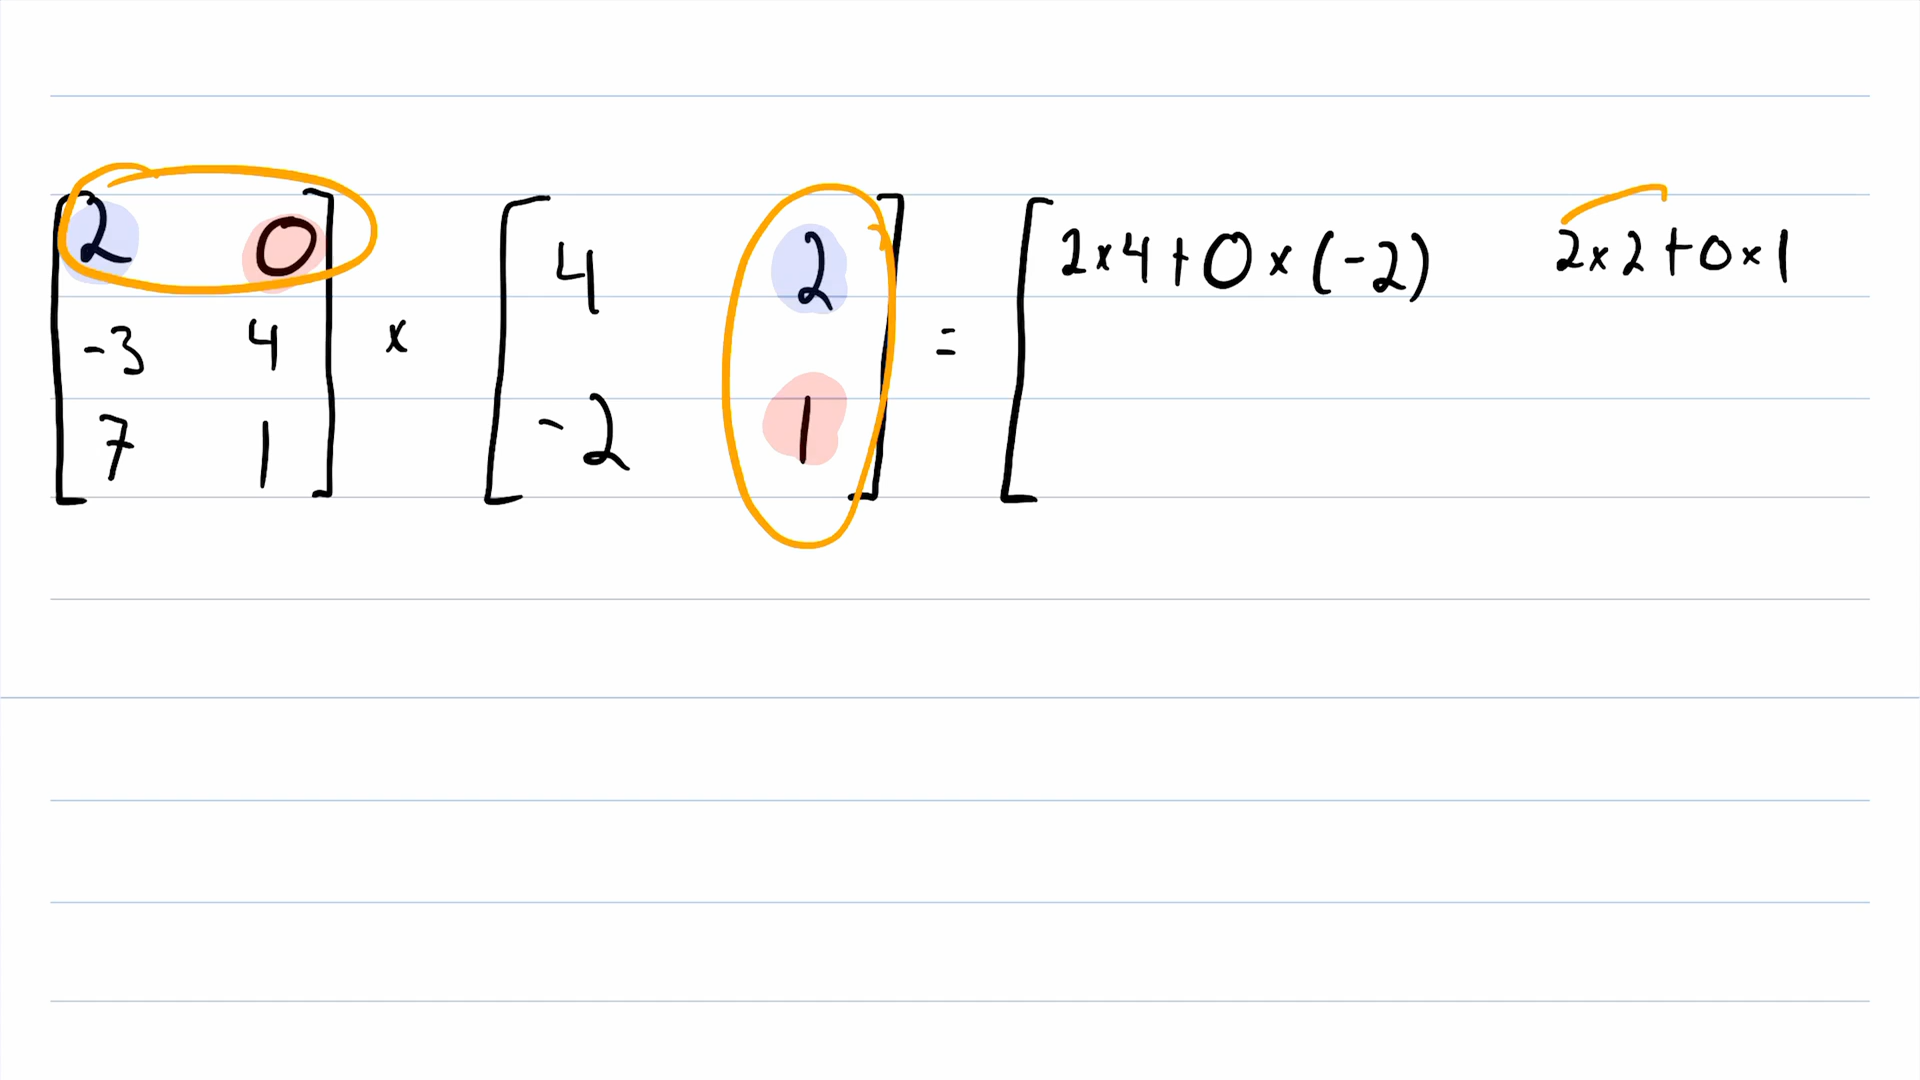 [2 0 [4 2] [2×4+0×(-2) 2×2+0×1
-3 4 × =
7 1] -2 1